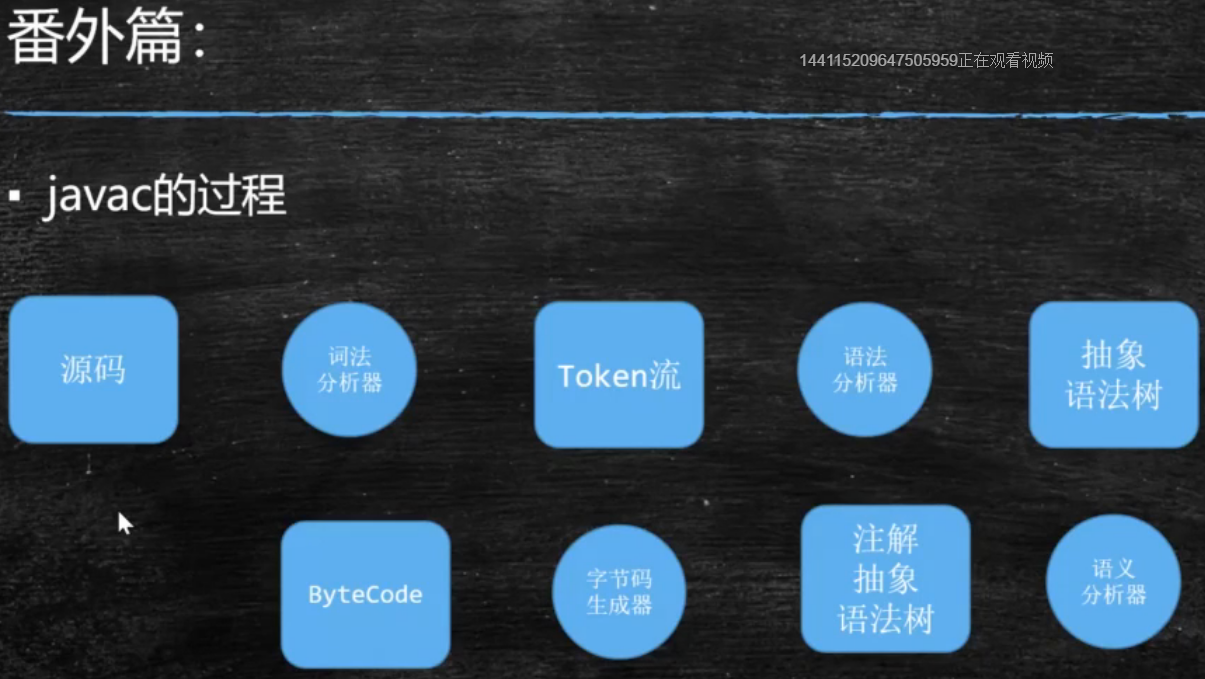 番外篇：
144115209647505959正在观看视频
▪ javac的过程
源码
词法
分析器
Token流
语法
分析器
抽象
语法树
ByteCode
字节码
生成器
注解
抽象
语法树
语义
分析器